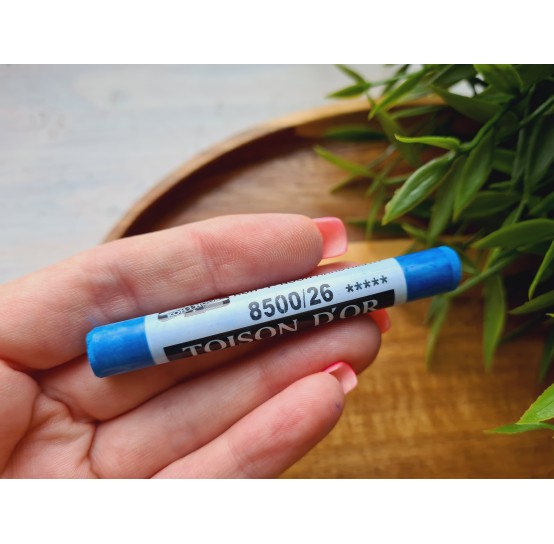 8500/26 *****
TOISON D'OR